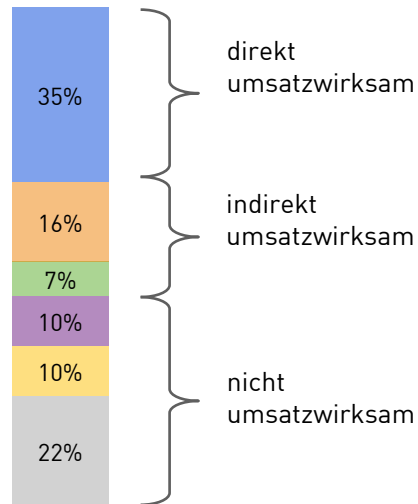 35%
direkt
umsatzwirksam
16%
7%
indirekt
umsatzwirksam
10%
10%
22%
nicht
umsatzwirksam